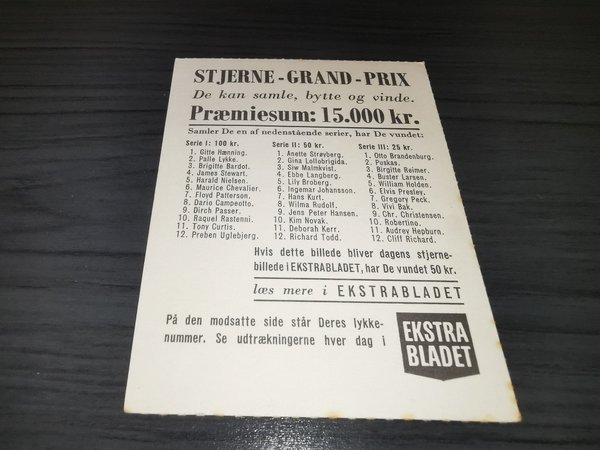 STJERNE-GRAND-PRIX
De kan samle, bytte og vinde.
Præmiesum: 15.000 kr.
Samler De en af nedenstående serier, har De vundet:
Serie I: 100 kr.
1. Gitte Hænning.
2. Palle Lykke.
3. Brigitte Bardot.
4. James Stewart.
5. Harald Nielsen.
6. Maurice Chevalier.
7. Floyd Patterson.
8. Dario Campeotto.
9. Dirch Passer.
10. Raquel Rastenni.
11. Tony Curtis.
12. Preben Uglebjerg.
Serie II: 50 kr.
1. Anette Strøyberg.
2. Gina Lollobrigida.
3. Siw Malmkvist.
4. Ebbe Langberg.
5. Lily Broberg.
6. Ingemar Johansson.
7. Hans Kurt.
8. Wilma Rudolf.
9. Jens Peter Hansen.
10. Kim Novak.
11. Deborah Kerr.
12. Richard Todd.
Serie III: 25 kr.
1. Otto Brandenburg.
2. Puskas.
3. Birgitte Reimer.
4. Buster Larsen.
5. William Holden.
6. Elvis Presley.
7. Gregory Peck.
8. Vivi Bak.
9. Chr. Christensen.
10. Robertino.
11. Audrey Hepburn.
12. Cliff Richard.
Hvis dette billede bliver dagens stjerne-
billede i EKSTRABLADET, har De vundet 50 kr.
læs mere i EKSTRABLADET
På den modsatte side står Deres lykke-
nummer. Se udtrækningerne hver dag i
EKSTRA
BLADET